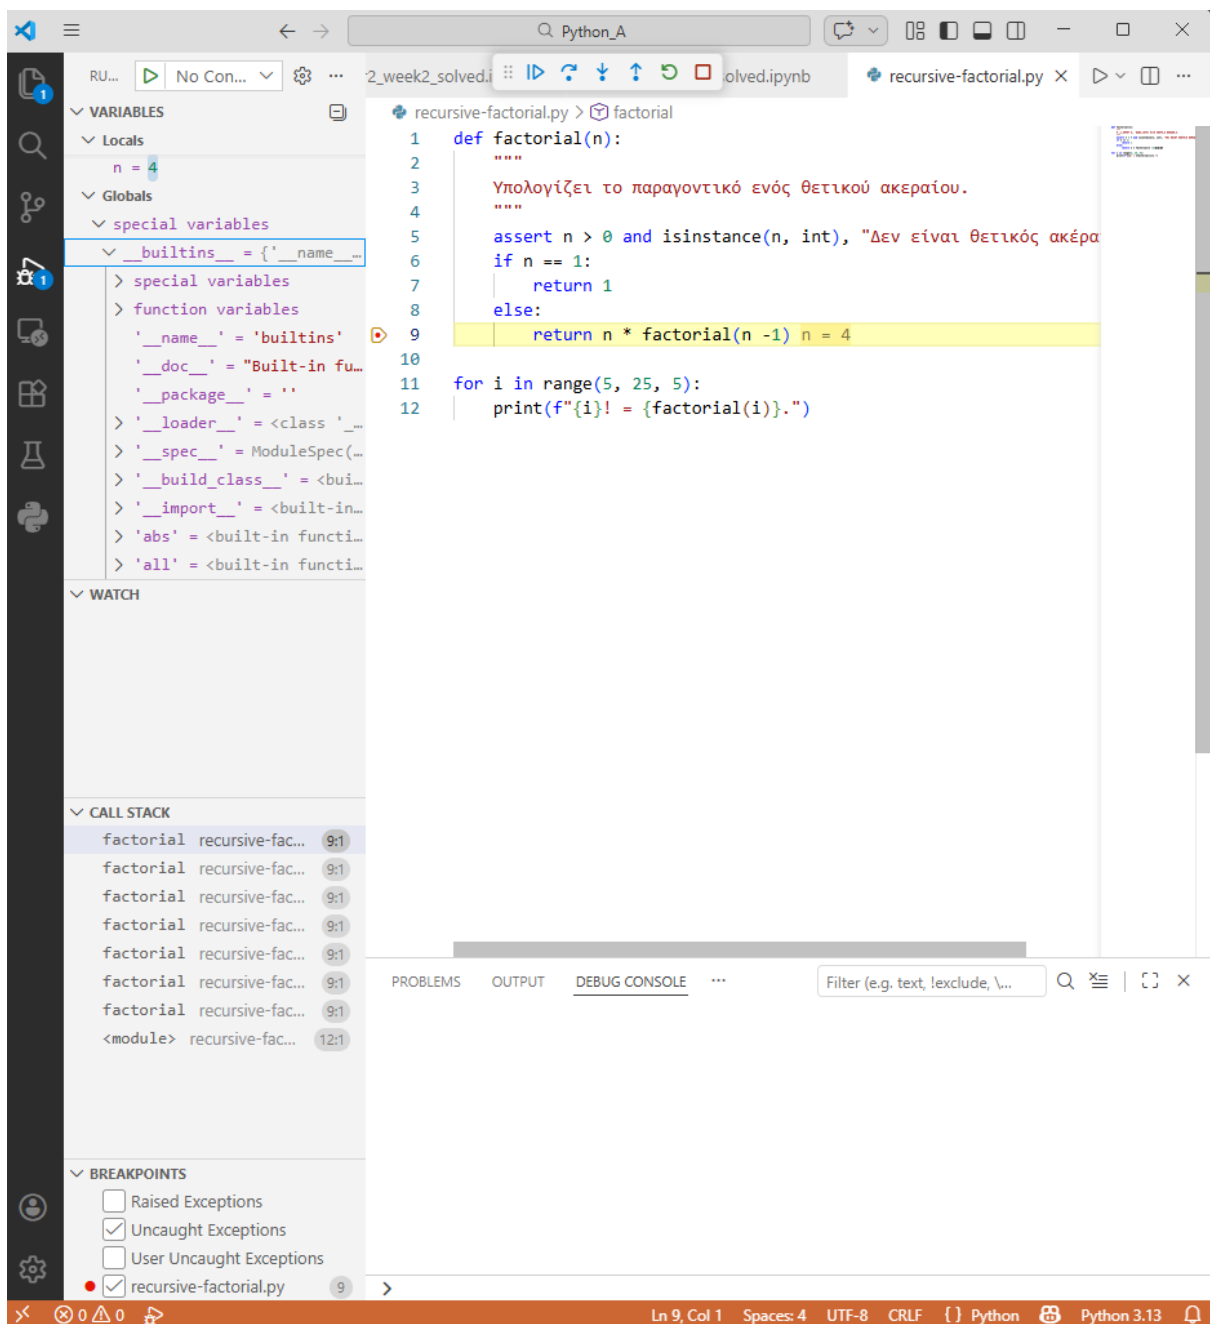 Python_A
RU...
No Con...
r2_week2_solved.i
olved.ipynb
recursive-factorial.py
VARIABLES
Locals
n = 4
Globals
special variables
__builtins__ = {'__name__...
special variables
function variables
'__name__' = 'builtins'
'__doc__' = "Built-in fu...
'__package__' = ''
'__loader__' = <class '_...
'__spec__' = ModuleSpec(...
'__build_class__' = <bui...
'__import__' = <built-in...
'abs' = <built-in functi...
'all' = <built-in functi...
WATCH
CALL STACK
factorial recursive-fac... 9:1
factorial recursive-fac... 9:1
factorial recursive-fac... 9:1
factorial recursive-fac... 9:1
factorial recursive-fac... 9:1
factorial recursive-fac... 9:1
factorial recursive-fac... 9:1
<module> recursive-fac... 12:1
BREAKPOINTS
Raised Exceptions
Uncaught Exceptions
User Uncaught Exceptions
recursive-factorial.py 9
recursive-factorial.py > factorial
1 def factorial(n):
2 """
3 Υπολογίζει το παραγοντικό ενός θετικού ακεραίου.
4 """
5 assert n > 0 and isinstance(n, int), "Δεν είναι θετικός ακέρα
6 if n == 1:
7 return 1
8 else:
9 return n * factorial(n -1) n = 4
10
11 for i in range(5, 25, 5):
12 print(f"{i}! = {factorial(i)}.")
PROBLEMS OUTPUT DEBUG CONSOLE ...
Filter (e.g. text, !exclude, \...
0 0
Ln 9, Col 1 Spaces: 4 UTF-8 CRLF {} Python Python 3.13